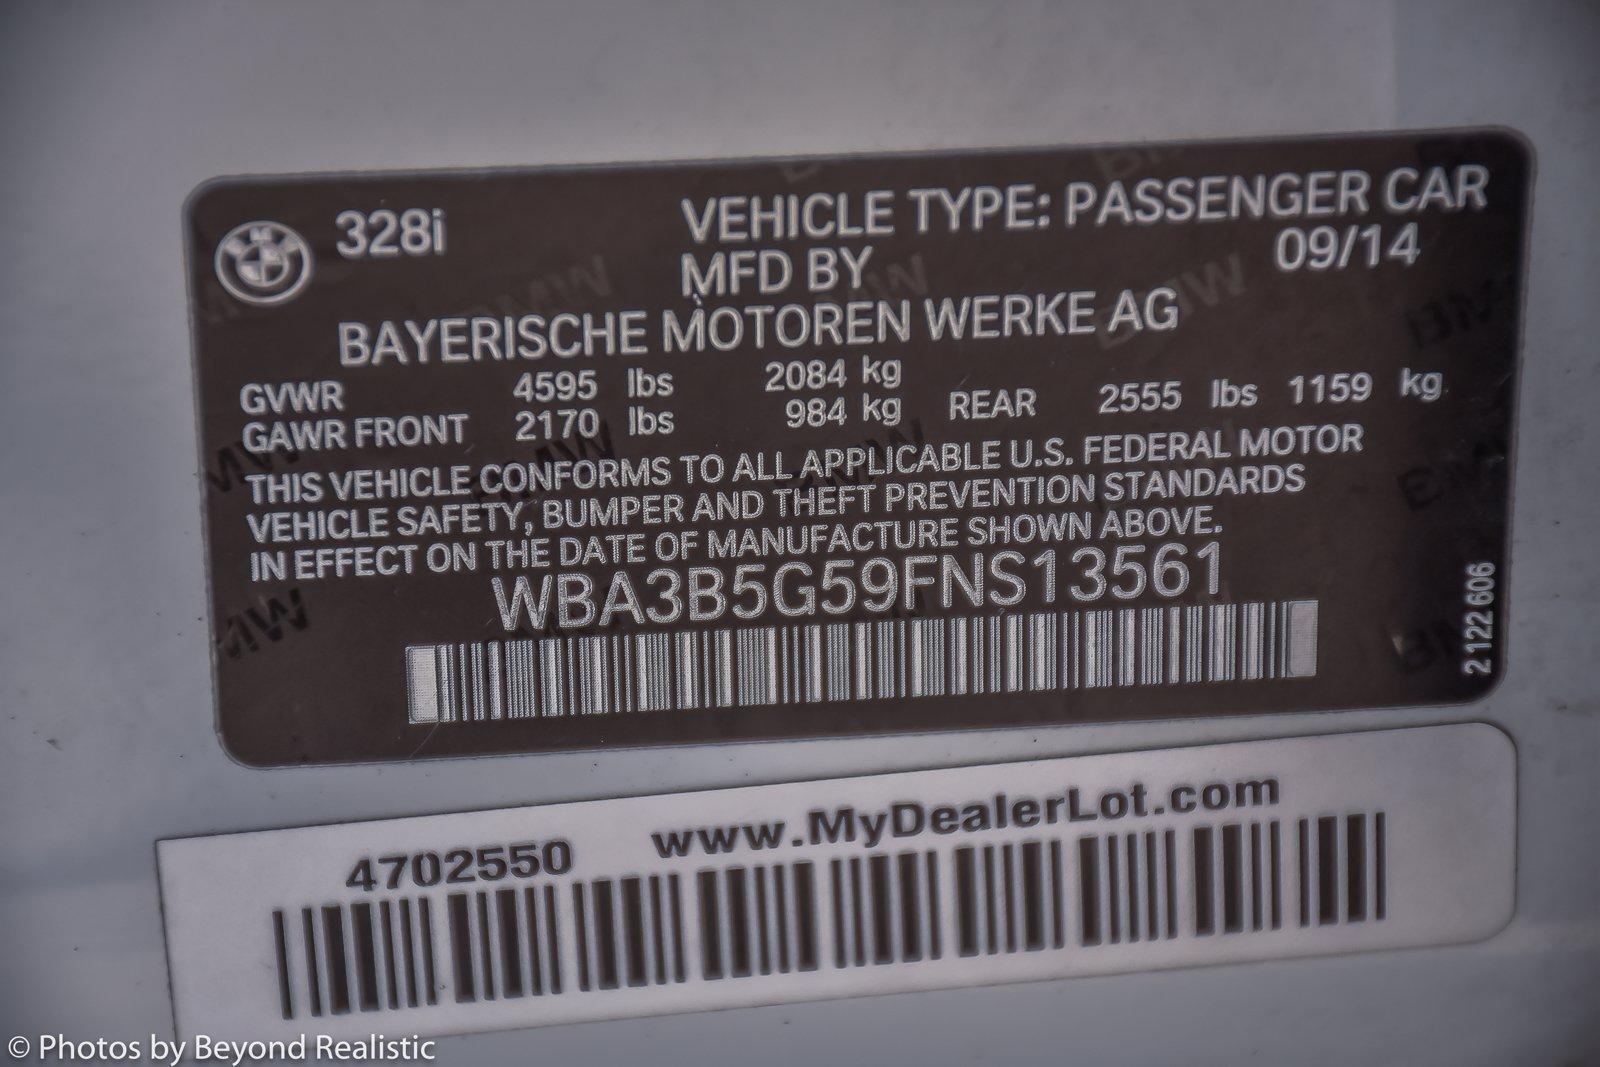 328i
VEHICLE TYPE: PASSENGER CAR
MFD BY 09/14
BAYERISCHE MOTOREN WERKE AG
GVWR 4595 lbs 2084 kg
GAWR FRONT 2170 lbs 984 kg REAR 2555 lbs 1159 kg
THIS VEHICLE CONFORMS TO ALL APPLICABLE U.S. FEDERAL MOTOR
VEHICLE SAFETY, BUMPER AND THEFT PREVENTION STANDARDS
IN EFFECT ON THE DATE OF MANUFACTURE SHOWN ABOVE.
WBA3B5G59FNS13561
2 122 606
4702550 www.MyDealerLot.com
© Photos by Beyond Realistic